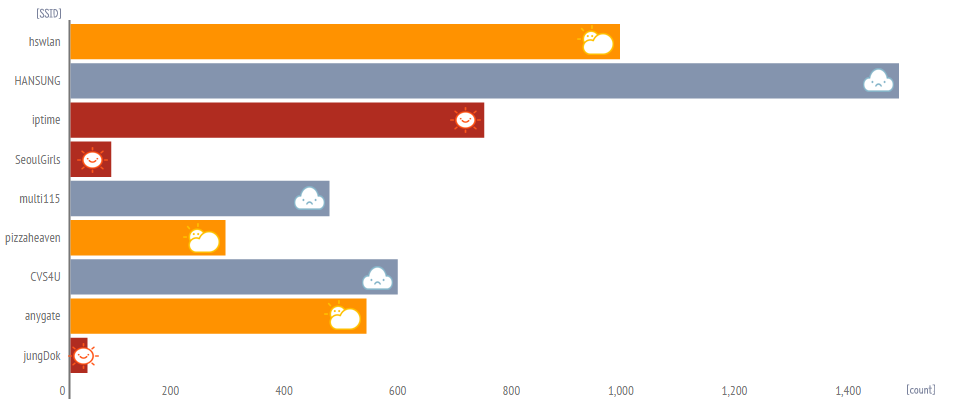 [SSID]
hswlan
HANSUNG
iptime
SeoulGirls
multi115
pizzaheaven
CVS4U
anygate
jungDok
0 200 400 600 800 1,000 1,200 1,400 [count]